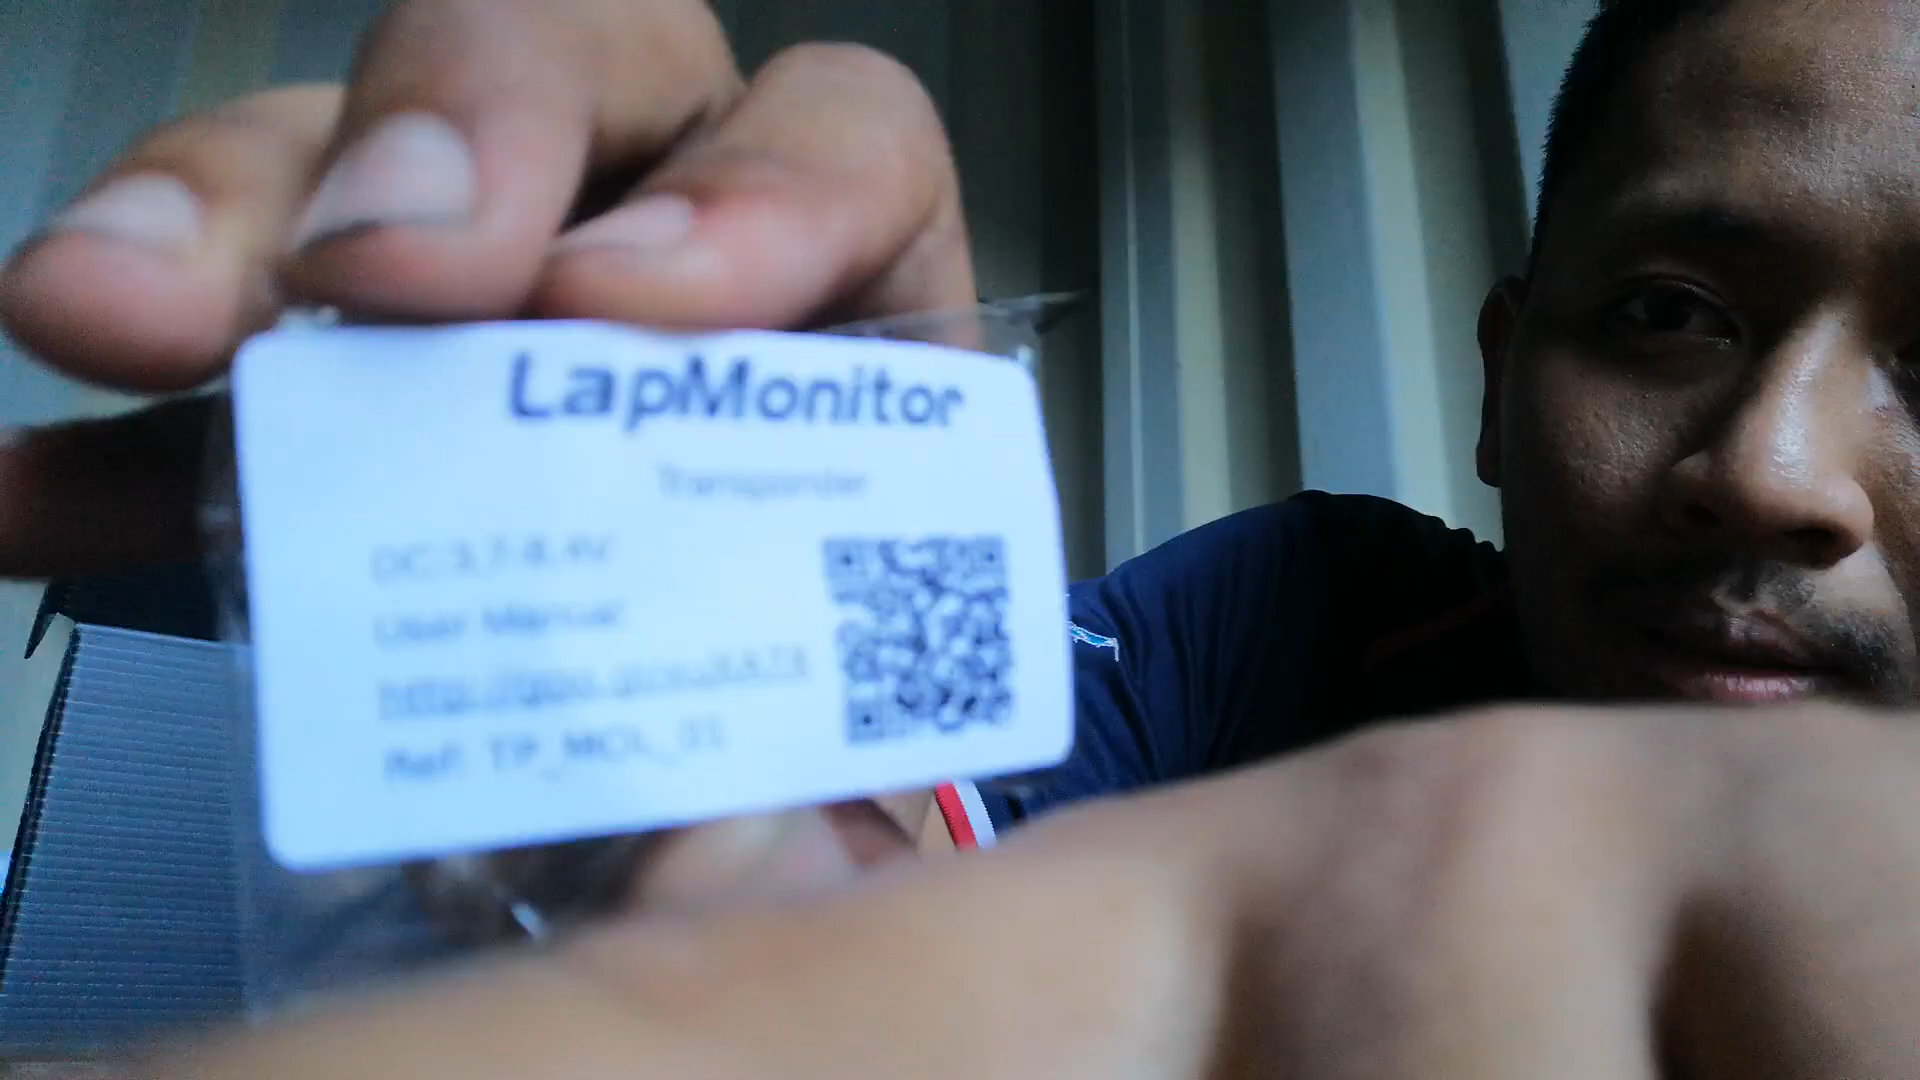 LapMonitor
Transponder
DC:3.7-8.4V
User Manual
Ref: TP_MOL_01